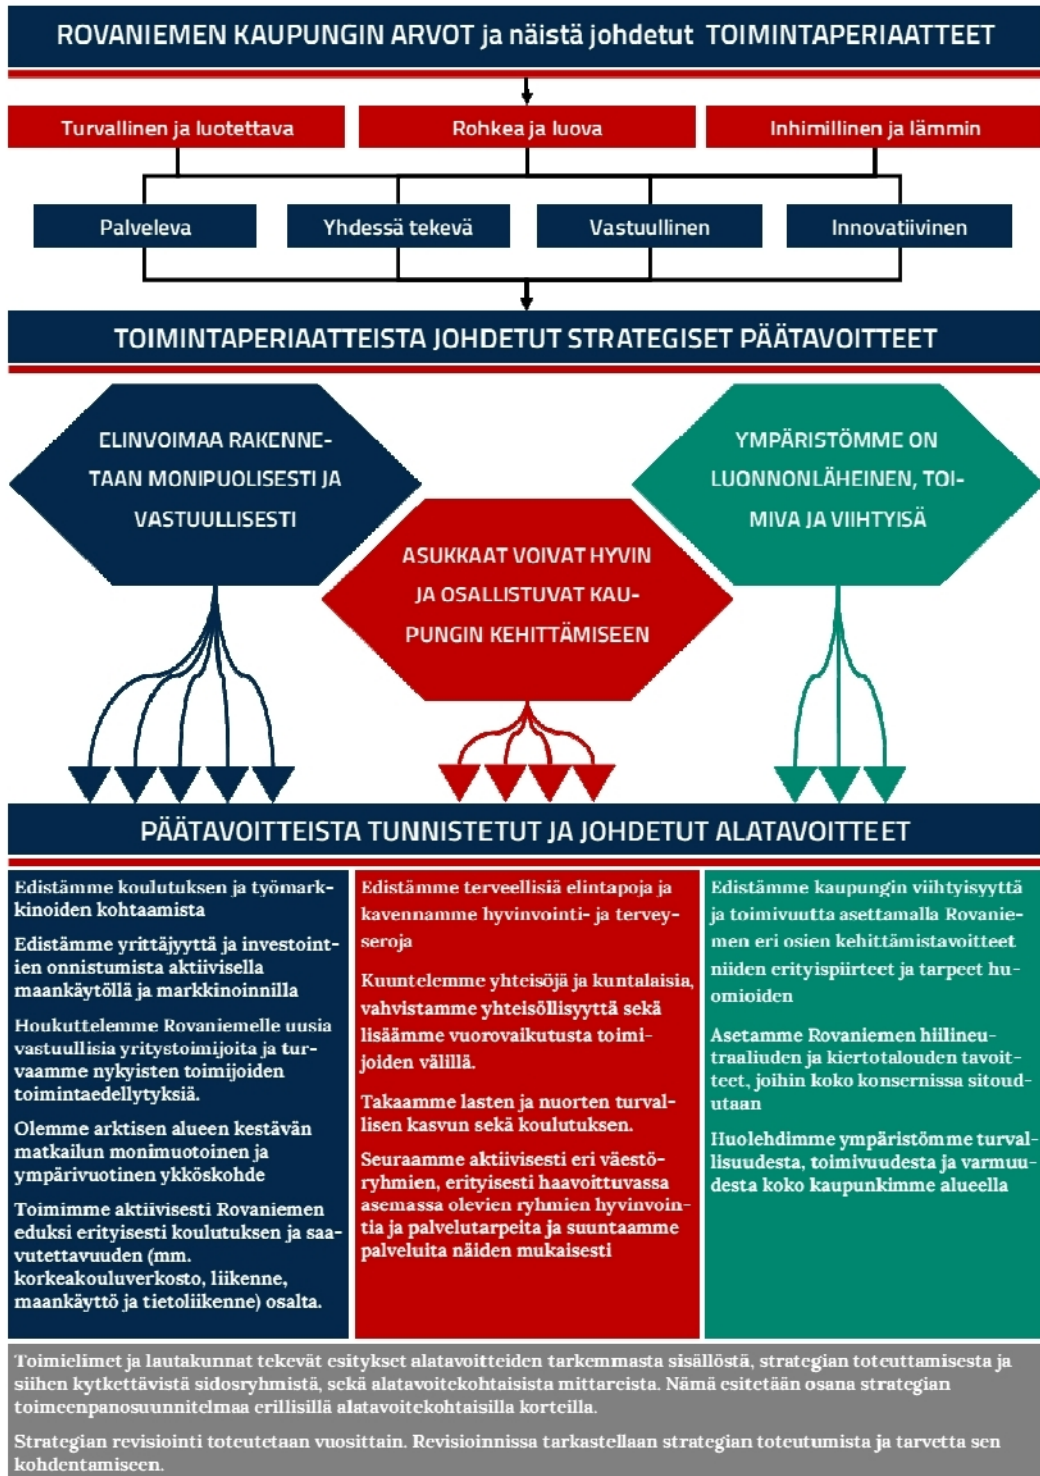 ROVANIEMEN KAUPUNGIN ARVOT ja näistä johdetut TOIMINTAPERIAATTEET
Turvallinen ja luotettava
Rohkea ja luova
Inhimillinen ja lämmin
Palveleva
Yhdessä tekevä
Vastuullinen
Innovatiivinen
TOIMINTAPERIAATTEISTA JOHDETUT STRATEGISET PÄÄTAVOITTEET
ELINVOIMAA RAKENNE-
TAAN MONIPUOLISESTI JA
VASTUULLISESTI
ASUKKAAT VOIVAT HYVIN
JA OSALLISTUVAT KAU-
PUNGIN KEHITTÄMISEEN
YMPÄRISTÖMME ON
LUONNONLÄHEINEN, TOI-
MIVA JA VIIHTYISÄ
PÄÄTAVOITTEISTA TUNNISTETUT JA JOHDETUT ALATAVOITTEET
Edistämme koulutuksen ja työmark-
kinoiden kohtaamista
Edistämme yrittäjyyttä ja investoint-
ien onnistumista aktiivisella
maankäytöllä ja markkinoinnilla
Houkuttelemme Rovaniemelle uusia
vastuullisia yritystoimijoita ja tur-
vaamme nykyisten toimijoiden
toimintaedellytyksiä.
Olemme arktisen alueen kestävän
matkailun monimuotoinen ja
ympärivuotinen ykköskohde
Toimimme aktiivisesti Rovaniemen
eduksi erityisesti koulutuksen ja saa-
vutettavuuden (mm.
korkeakouluverkosto, liikenne,
maankäyttö ja tietoliikenne) osalta.
Edistämme terveellisiä elintapoja ja
kavennamme hyvinvointi- ja tervey-
seroja
Kuuntelemme yhteisöjä ja kuntalaisia,
vahvistamme yhteisöllisyyttä sekä
lisäämme vuorovaikutusta toimi-
joiden välillä.
Takaamme lasten ja nuorten turval-
lisen kasvun sekä koulutuksen.
Seuraamme aktiivisesti eri väestö-
ryhmien, erityisesti haavoittuvassa
asemassa olevien ryhmien hyvinvoin-
tia ja palvelutarpeita ja suuntaamme
palveluita näiden mukaisesti
Edistämme kaupungin viihtyisyyttä
ja toimivuutta asettamalla Rovanie-
men eri osien kehittämistavoitteet
niiden erityispiirteet ja tarpeet hu-
omioiden
Asetamme Rovaniemen hiilineu-
traaliuden ja kiertotalouden tavoit-
teet, joihin koko konsernissa sitoud-
utaan
Huolehdimme ympäristömme turval-
lisuudesta, toimivuudesta ja varmuu-
desta koko kaupunkimme alueella
Toimielimet ja lautakunnat tekevät esitykset alatavoitteiden tarkemmasta sisällöstä, strategian toteuttamisesta ja
siihen kytkettävistä sidosryhmistä, sekä alatavoitekohtaisista mittareista. Nämä esitetään osana strategian
toimeenpanosuunnitelmaa erillisillä alatavoitekohtaisilla korteilla.
Strategian revisiointi toteutetaan vuosittain. Revisioinnissa tarkastellaan strategian toteutumista ja tarvetta sen
kohdentamiseen.